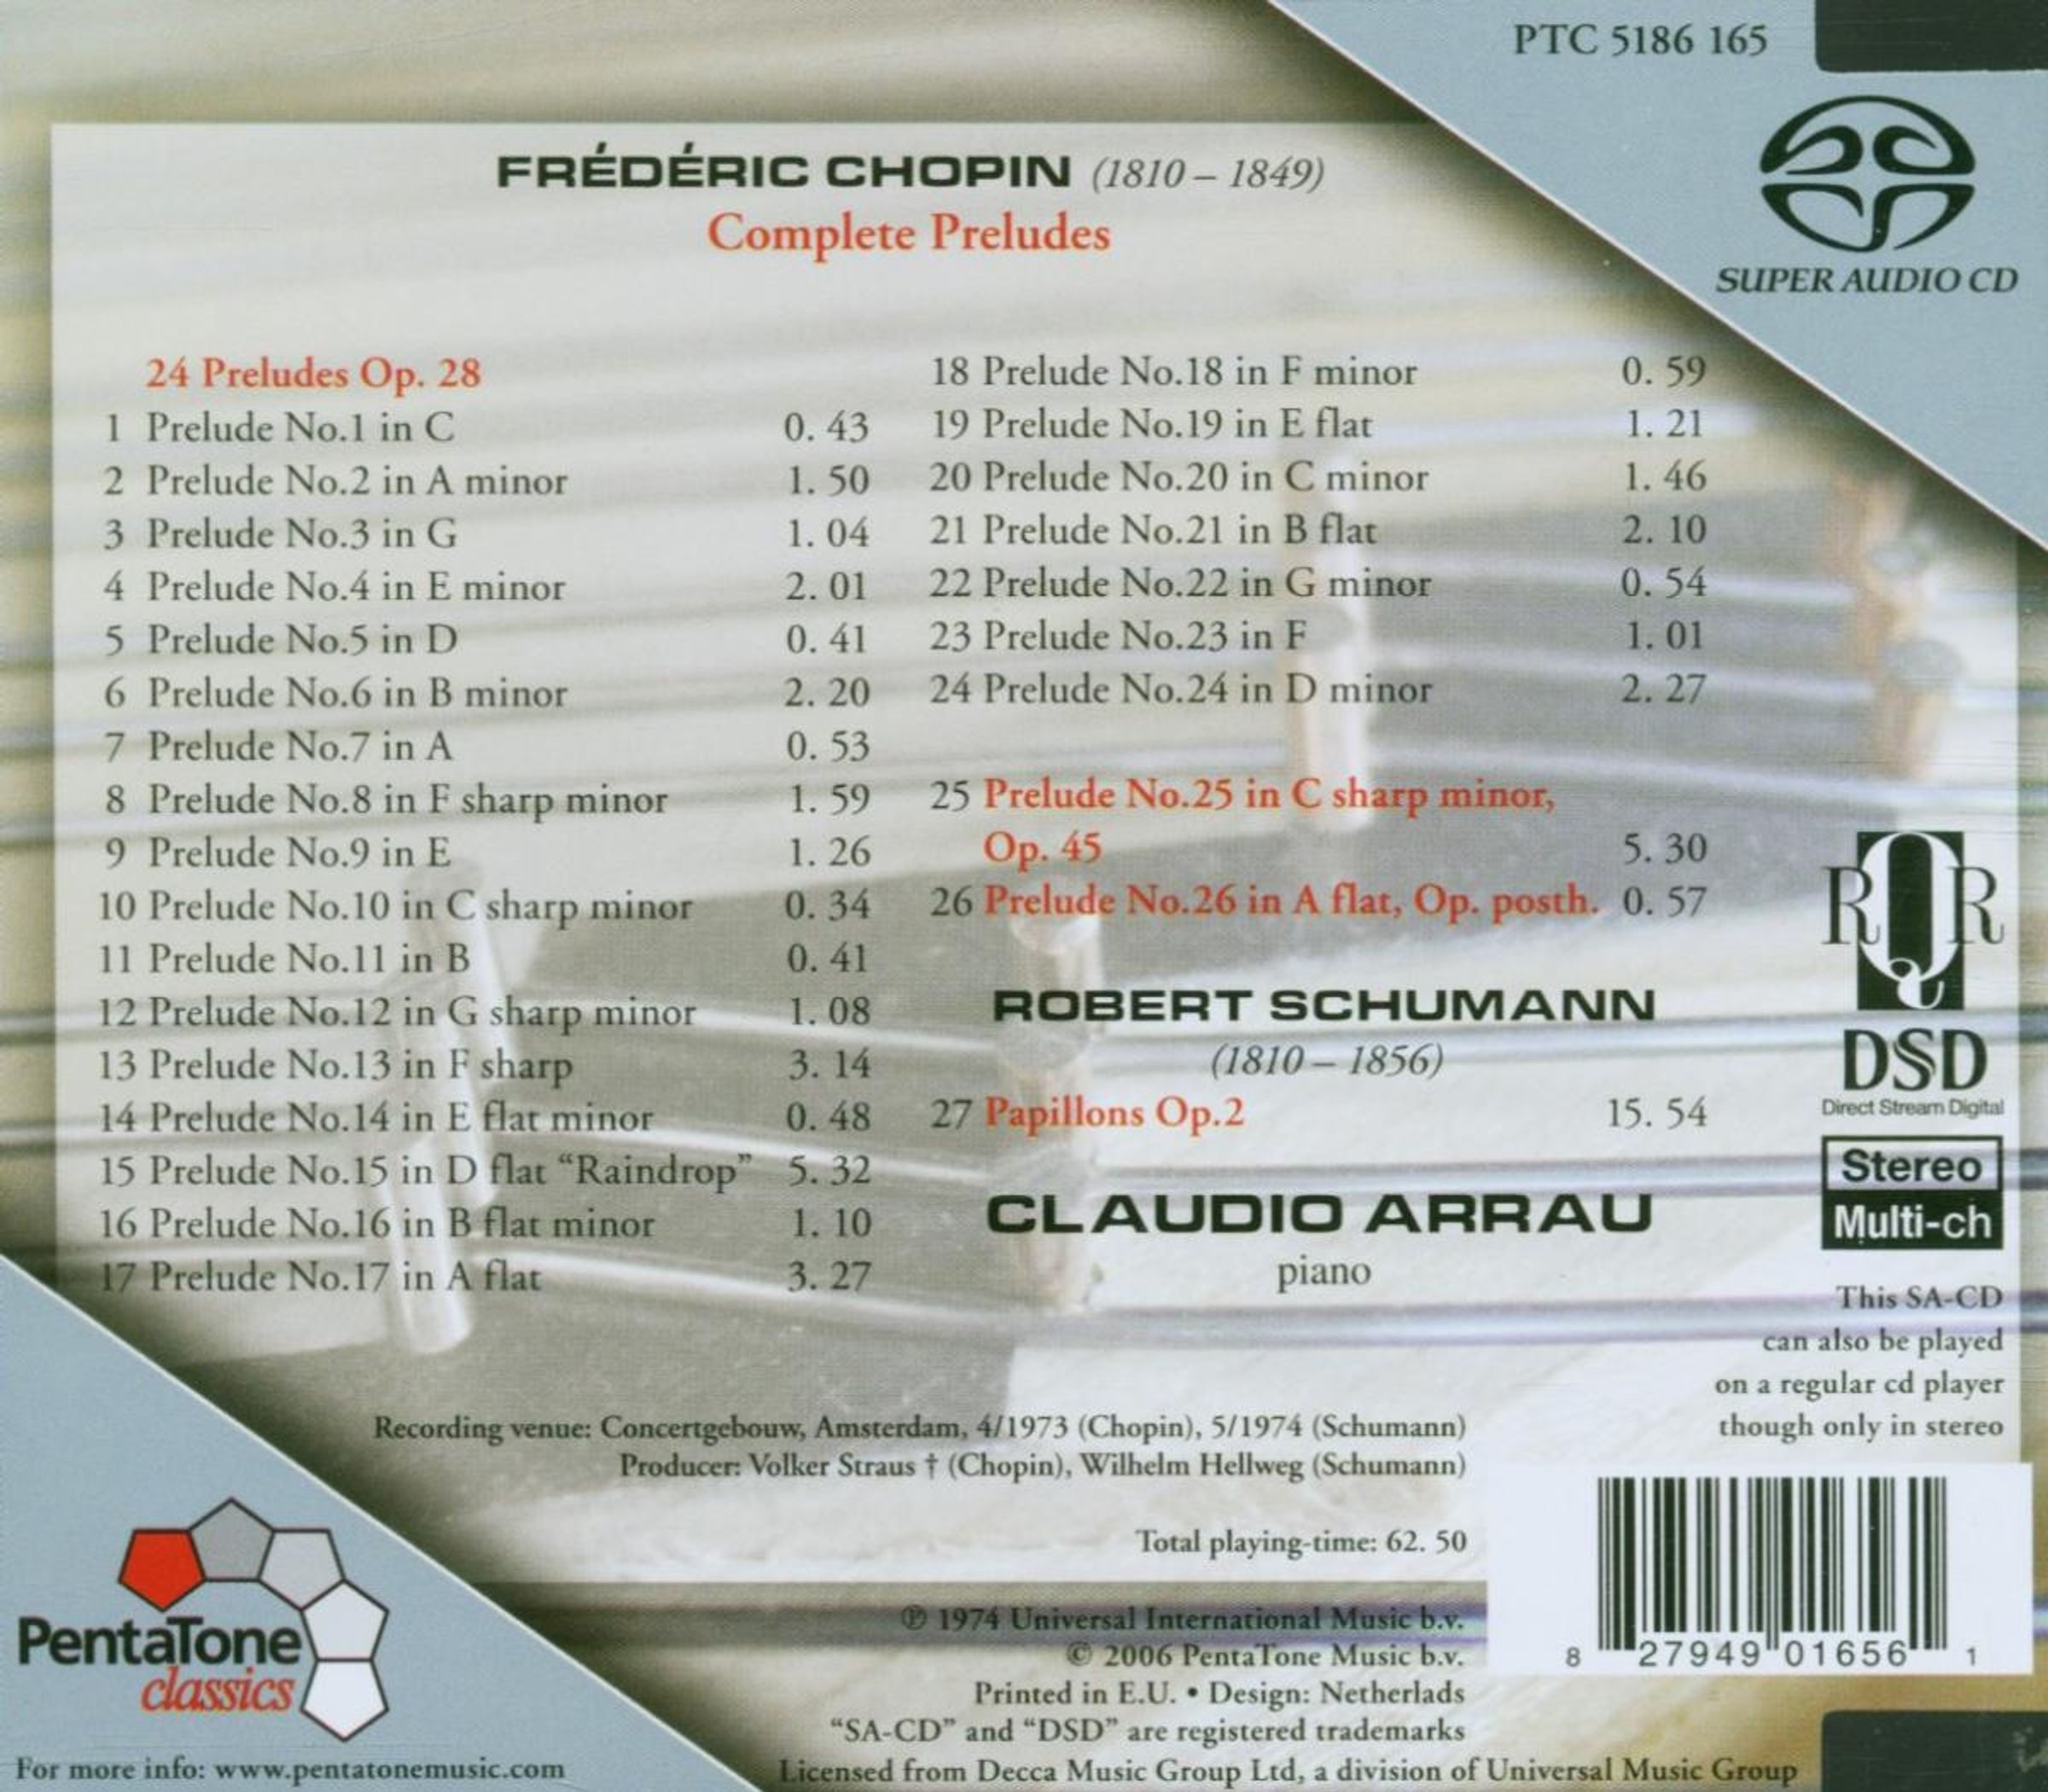 PTC 5186 165
SUPER AUDIO CD
FRÉDÉRIC CHOPIN (1810 – 1849)
Complete Preludes
24 Preludes Op. 28
1 Prelude No.1 in C 0. 43
2 Prelude No.2 in A minor 1. 50
3 Prelude No.3 in G 1. 04
4 Prelude No.4 in E minor 2. 01
5 Prelude No.5 in D 0. 41
6 Prelude No.6 in B minor 2. 20
7 Prelude No.7 in A 0. 53
8 Prelude No.8 in F sharp minor 1. 59
9 Prelude No.9 in E 1. 26
10 Prelude No.10 in C sharp minor 0. 34
11 Prelude No.11 in B 0. 41
12 Prelude No.12 in G sharp minor 1. 08
13 Prelude No.13 in F sharp 3. 14
14 Prelude No.14 in E flat minor 0. 48
15 Prelude No.15 in D flat “Raindrop” 5. 32
16 Prelude No.16 in B flat minor 1. 10
17 Prelude No.17 in A flat 3. 27
18 Prelude No.18 in F minor 0. 59
19 Prelude No.19 in E flat 1. 21
20 Prelude No.20 in C minor 1. 46
21 Prelude No.21 in B flat 2. 10
22 Prelude No.22 in G minor 0. 54
23 Prelude No.23 in F 1. 01
24 Prelude No.24 in D minor 2. 27
25 Prelude No.25 in C sharp minor,
Op. 45 5. 30
26 Prelude No.26 in A flat, Op. posth. 0. 57
ROBERT SCHUMANN
(1810 – 1856)
27 Papillons Op.2 15. 54
CLAUDIO ARRAU
piano
RQR
DSD
Direct Stream Digital
Stereo
Multi-ch
This SA-CD
can also be played
on a regular cd player
though only in stereo
Recording venue: Concertgebouw, Amsterdam, 4/1973 (Chopin), 5/1974 (Schumann)
Producer: Volker Straus † (Chopin), Wilhelm Hellweg (Schumann)
Total playing-time: 62. 50
℗ 1974 Universal International Music b.v.
© 2006 PentaTone Music b.v.
Printed in E.U. • Design: Netherlads
“SA-CD” and “DSD” are registered trademarks
Licensed from Decca Music Group Ltd, a division of Universal Music Group
8 27949 01656 1
PentaTone
classics
For more info: www.pentatonemusic.com